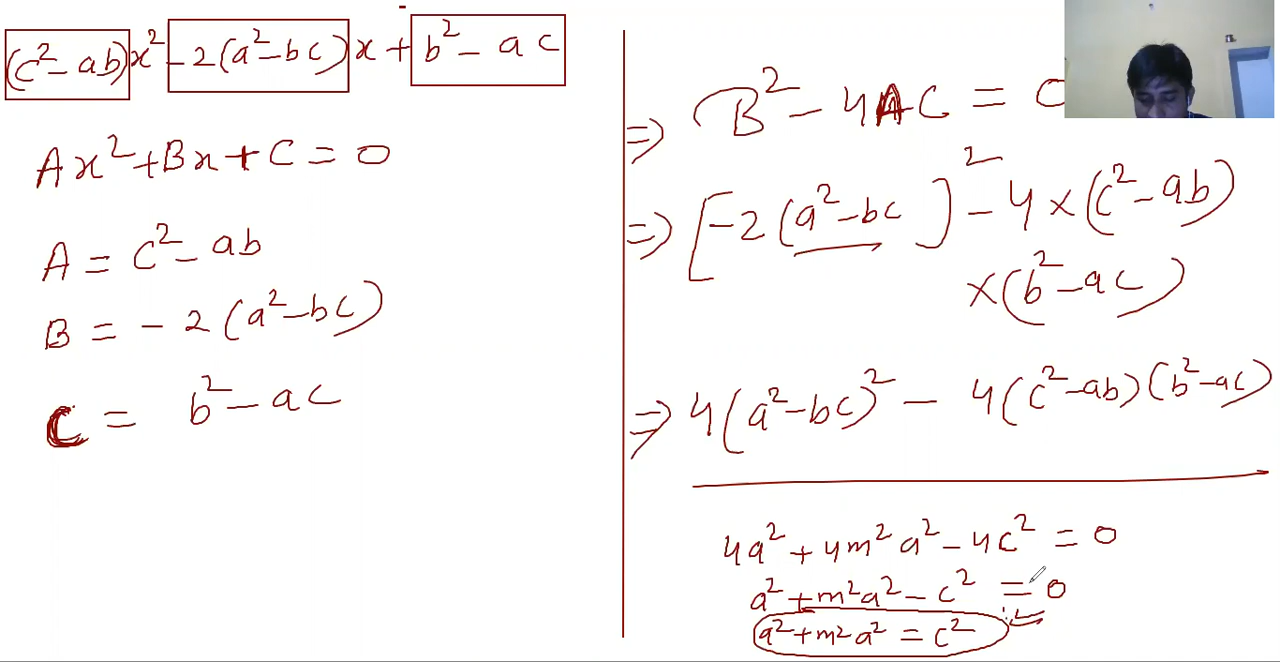 (c² - ab)x² - 2(a² - bc)x + b² - ac
Ax² + Bx + C = 0
A = c² - ab
B = - 2(a² - bc)
C = b² - ac
⇒ B² - 4AC = 0
⇒ [-2(a² - bc]² - 4 × (c² - ab)
× (b² - ac)
⇒ 4(a² - bc)² - 4(c² - ab)(b² - ac)
4a² + 4m²a² - 4c² = 0
a² + m²a² - c² = 0
a² + m²a² = c²